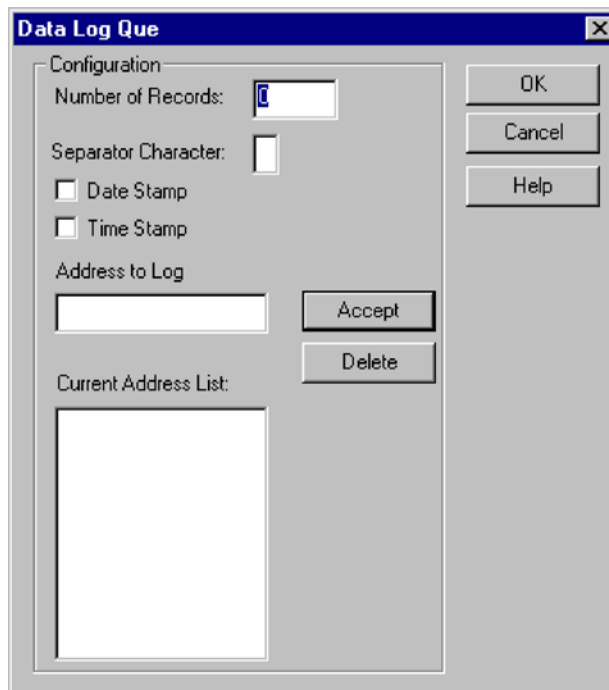 Data Log Que
Configuration
Number of Records: 0
OK
Cancel
Separator Character:
Help
Date Stamp
Time Stamp
Address to Log
Accept
Delete
Current Address List: